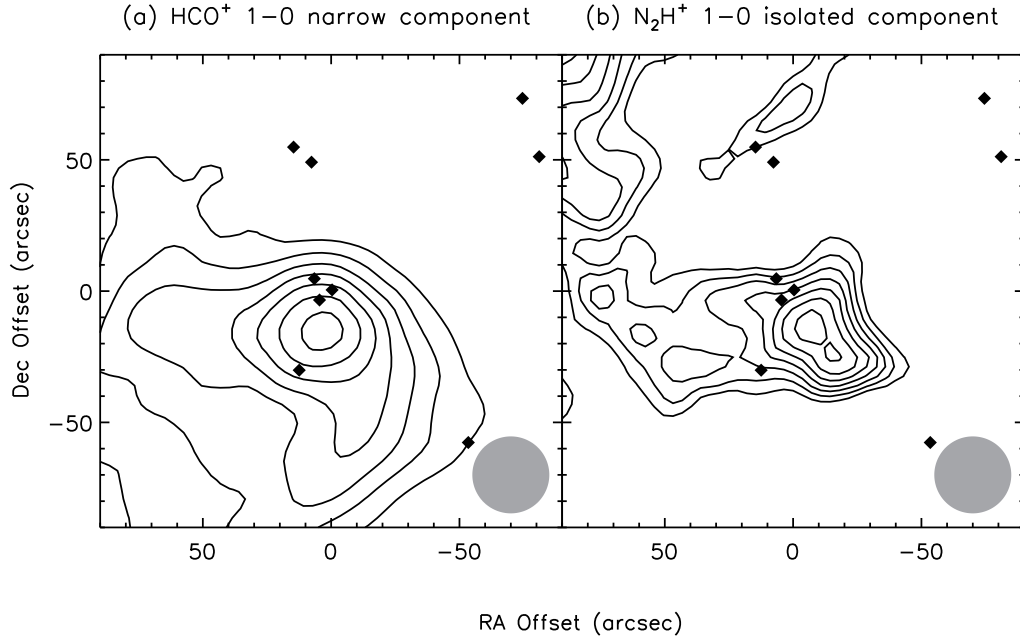 (a) HCO⁺ 1−0 narrow component
(b) N₂H⁺ 1−0 isolated component
Dec Offset (arcsec)
50
0
−50
50
0
−50
50
0
−50
RA Offset (arcsec)